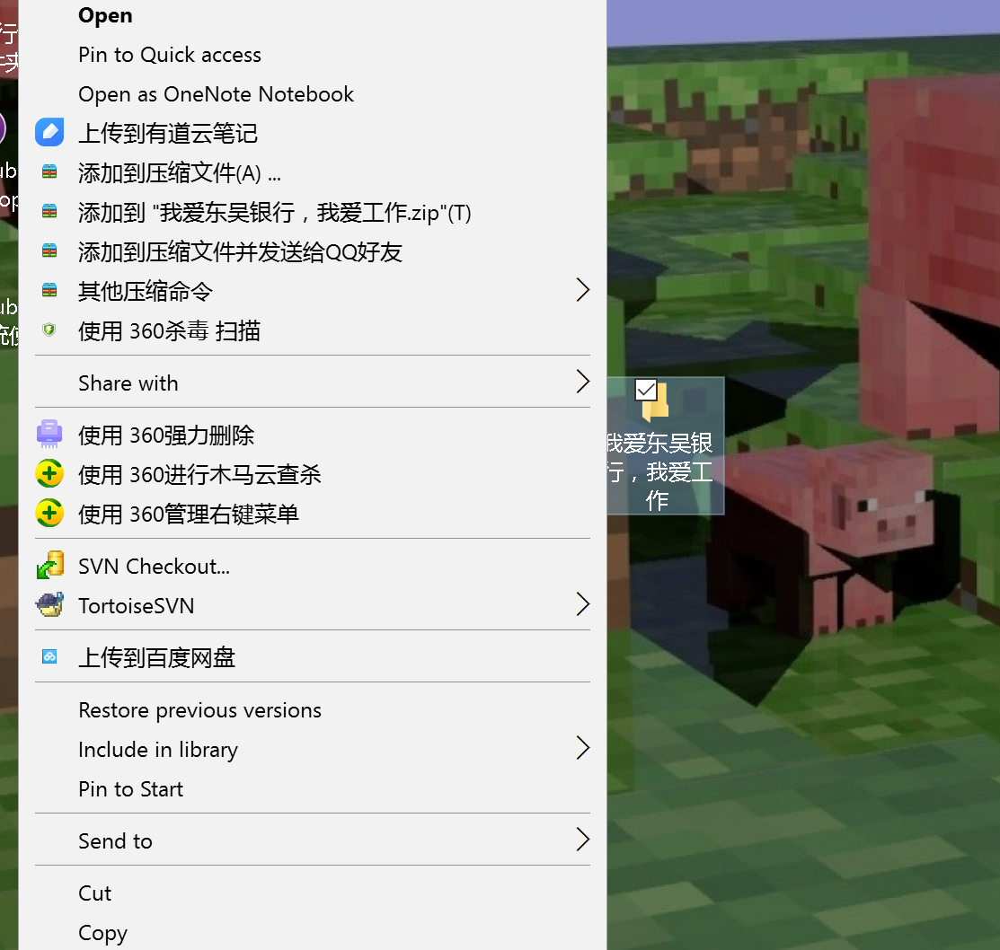 Open
Pin to Quick access
Open as OneNote Notebook
上传到有道云笔记
添加到压缩文件(A) ...
添加到 "我爱东吴银行，我爱工作.zip"(T)
添加到压缩文件并发送给QQ好友
其他压缩命令
使用 360杀毒 扫描
Share with
使用 360强力删除
使用 360进行木马云查杀
使用 360管理右键菜单
SVN Checkout...
TortoiseSVN
上传到百度网盘
Restore previous versions
Include in library
Pin to Start
Send to
Cut
Copy
我爱东吴银
行，我爱工
作